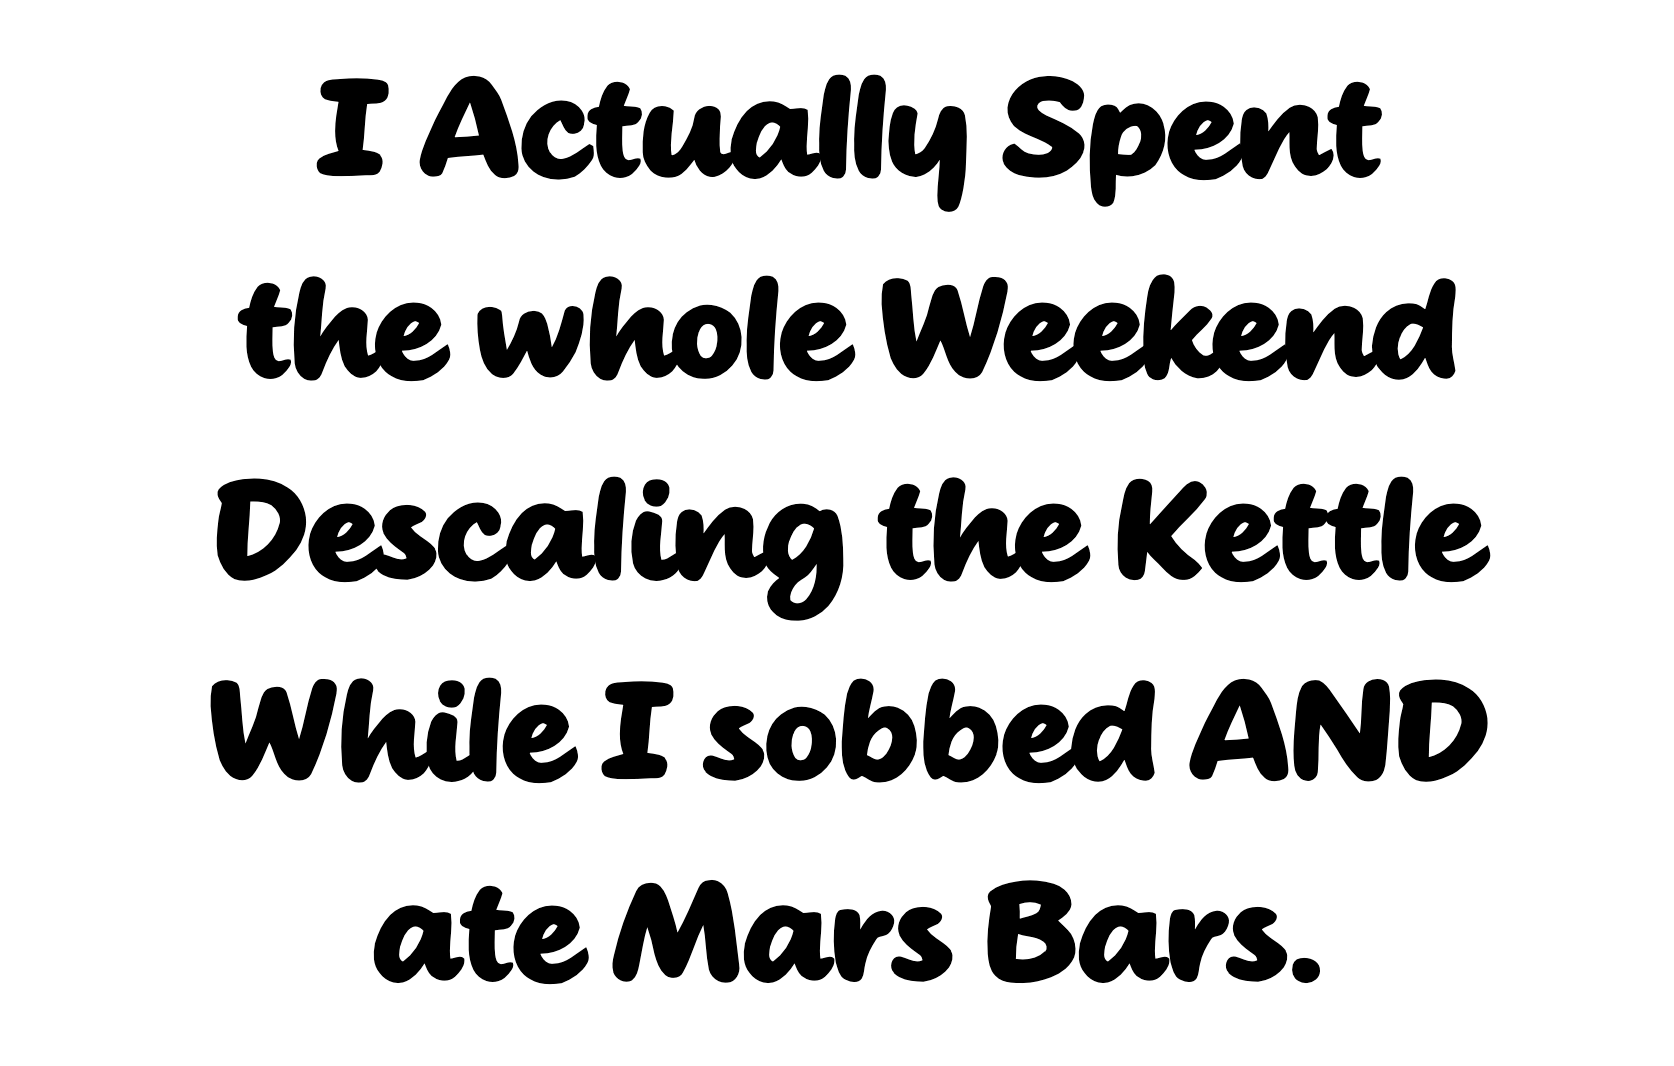 I Actually Spent
the whole Weekend
Descaling the Kettle
While I sobbed AND
ate Mars Bars.